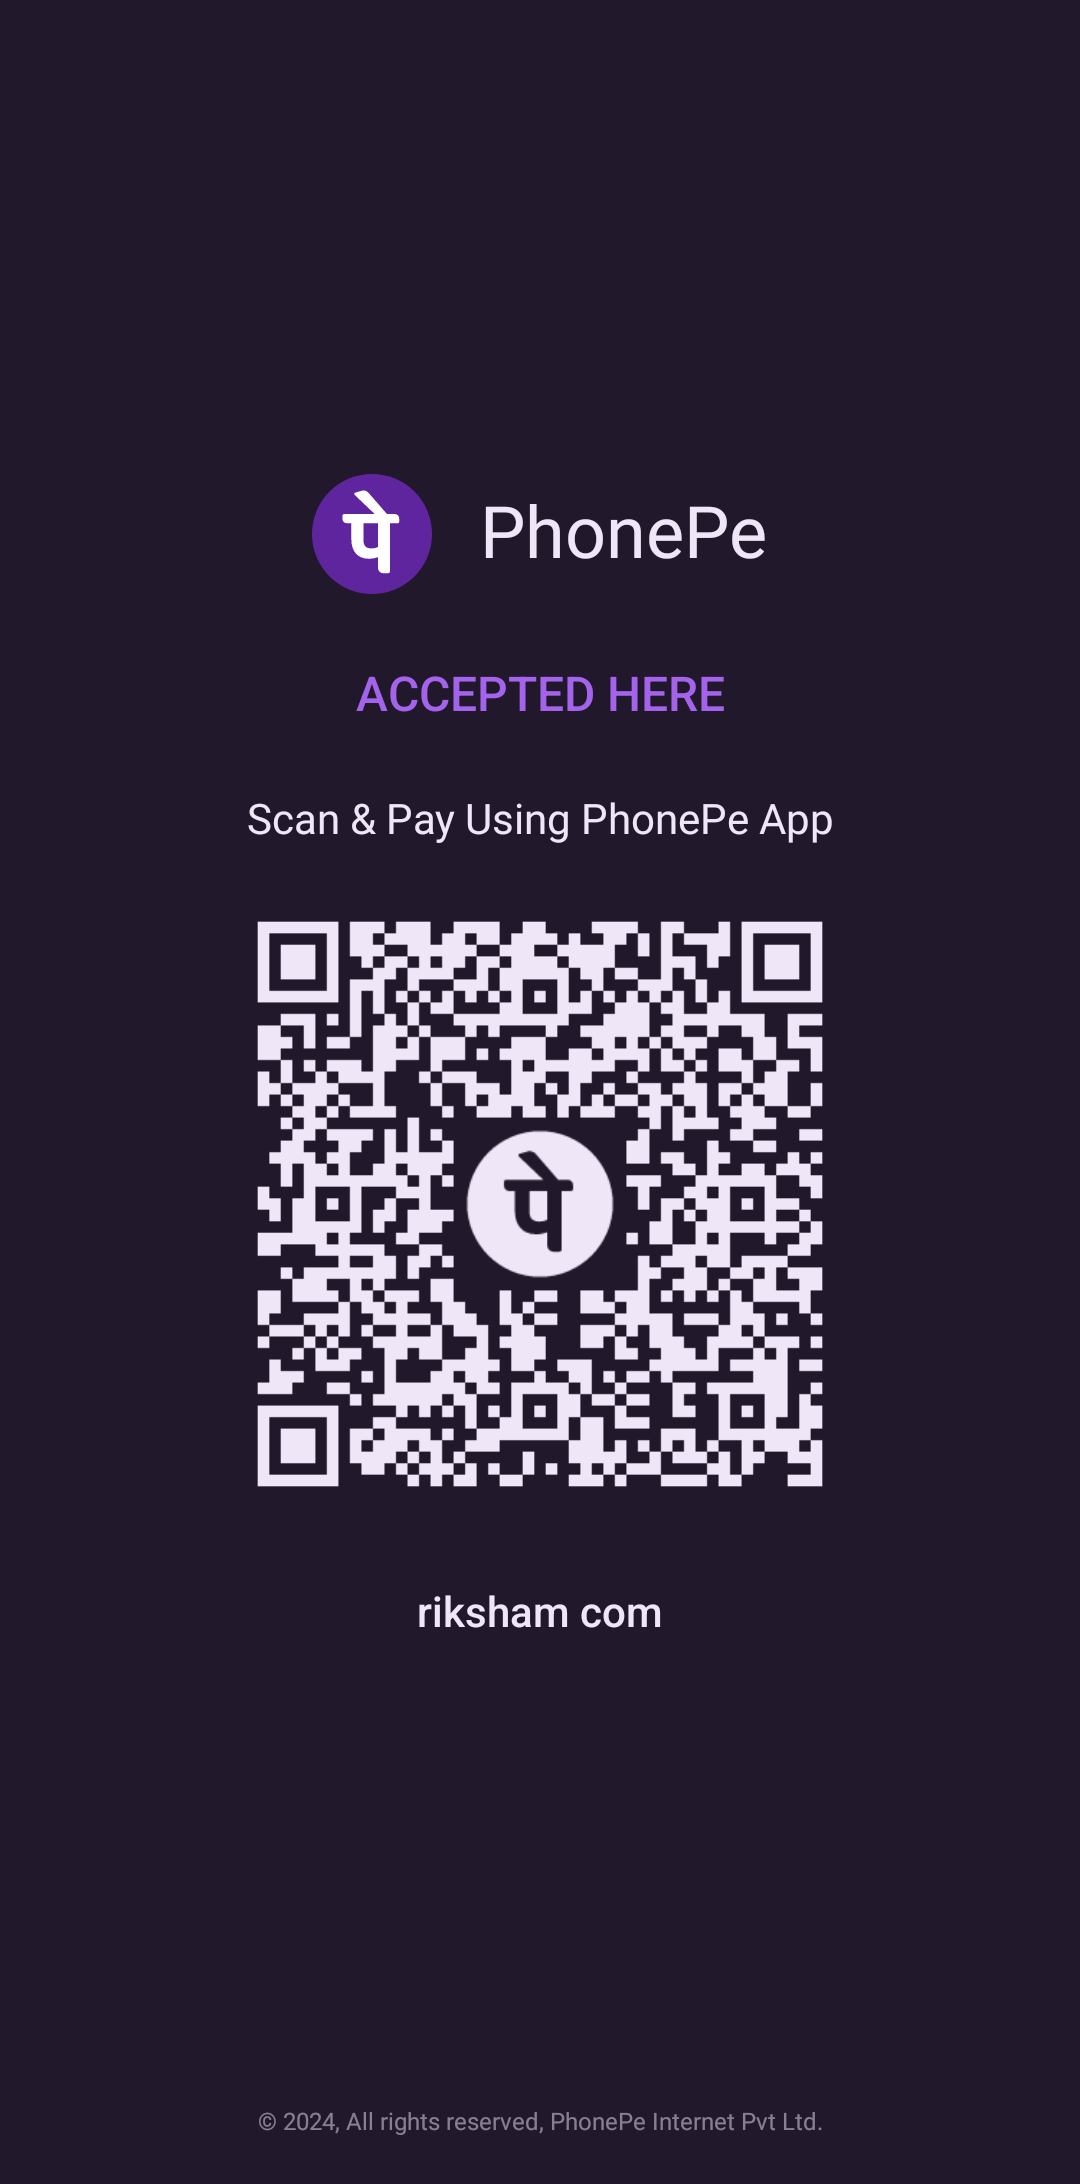 पे PhonePe
ACCEPTED HERE
Scan & Pay Using PhonePe App
पे
riksham com
© 2024, All rights reserved, PhonePe Internet Pvt Ltd.